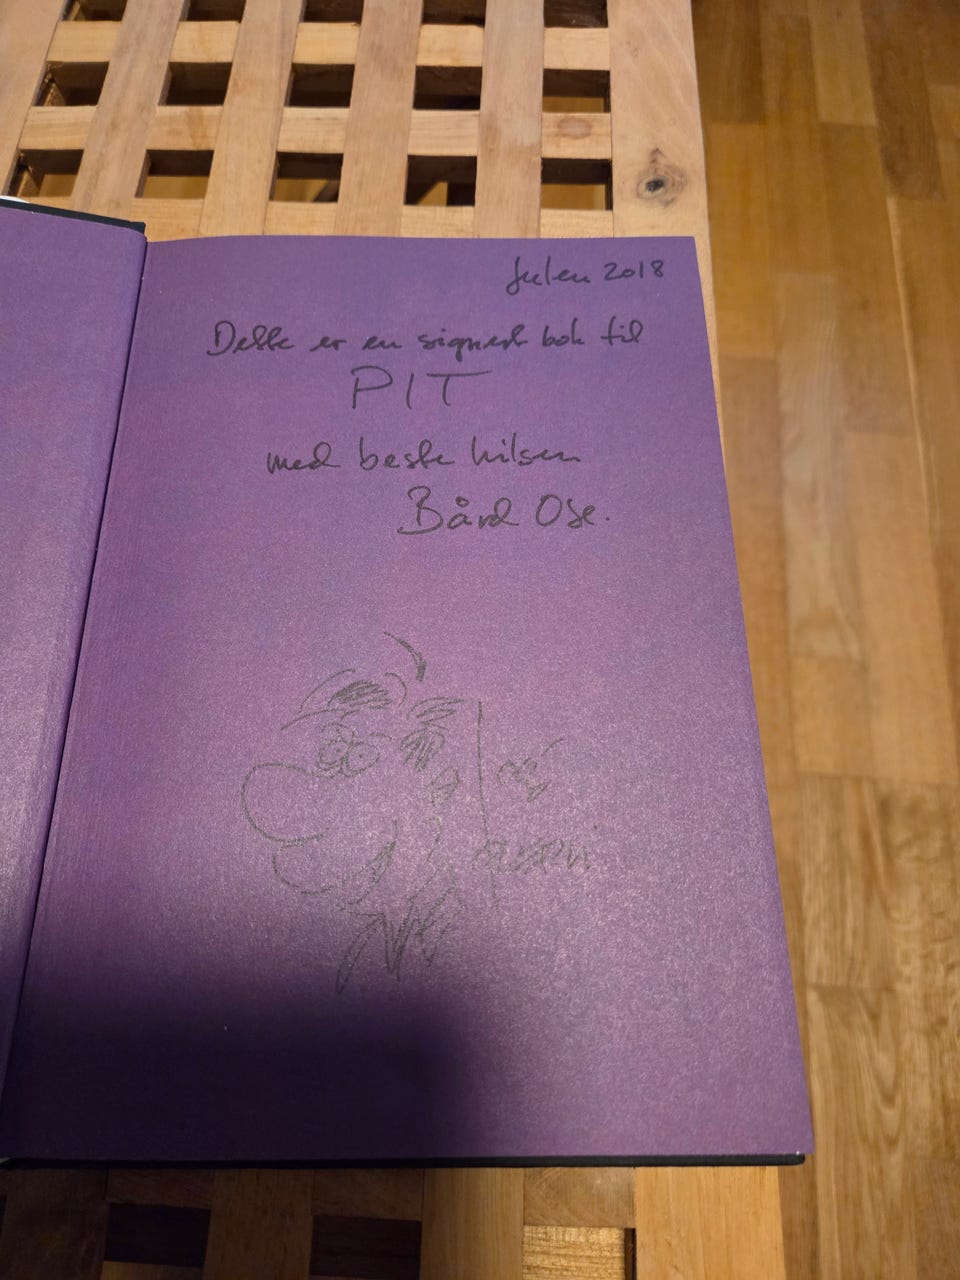 Julen 2018
Dette er en signert bok til
PIT
med beste hilsen
Bård Ose.